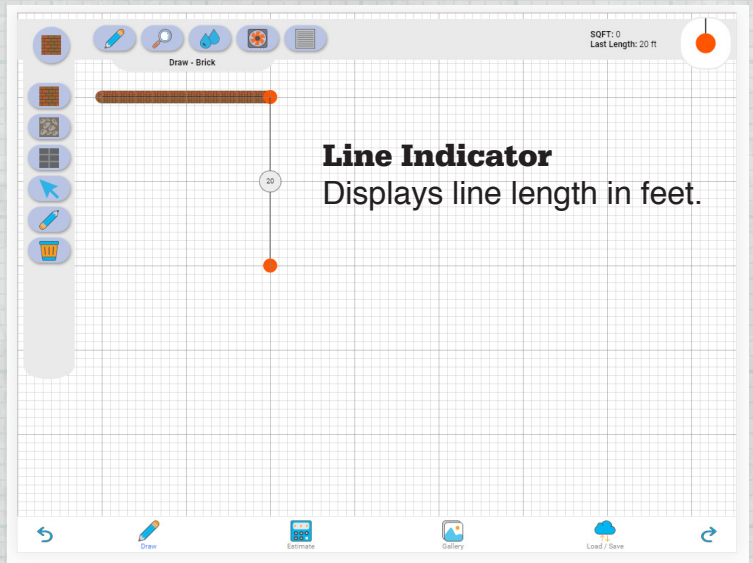 SQFT: 0
Last Length: 20 ft
Draw - Brick
Line Indicator
Displays line length in feet.
20
Draw
Estimate
Gallery
Load / Save